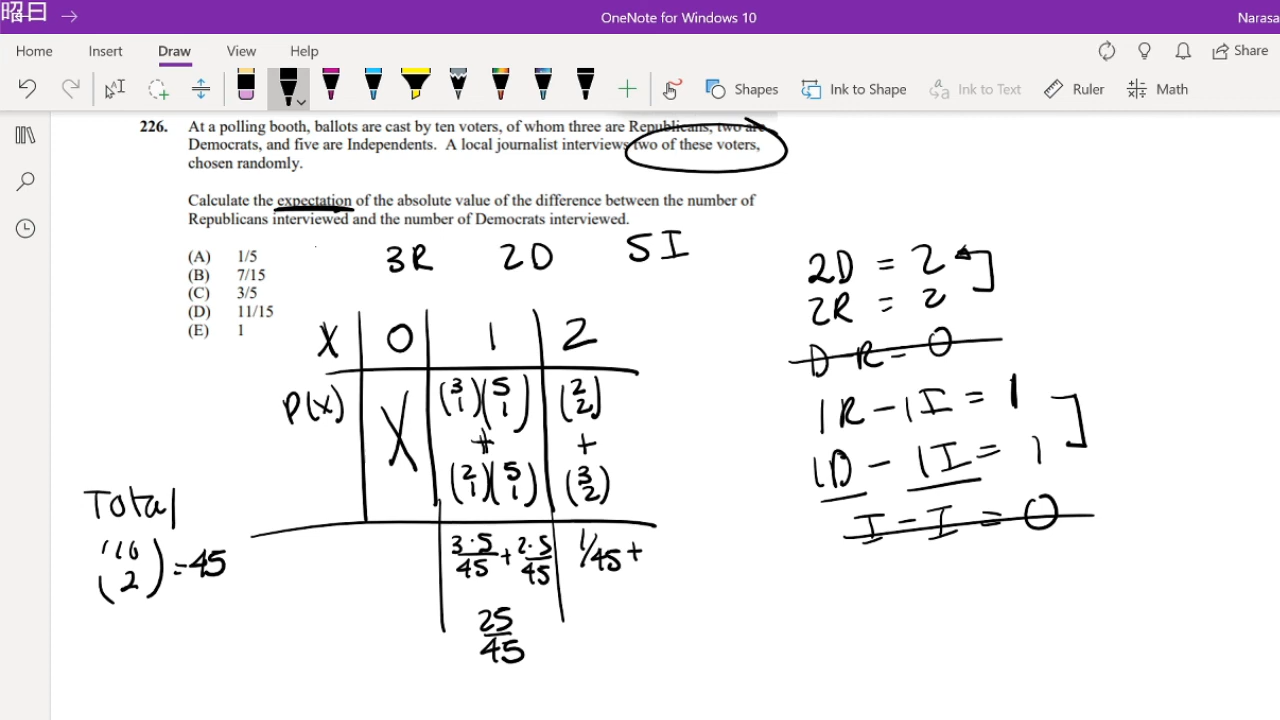 昭日
OneNote for Windows 10
Narasa
Home Insert Draw View Help Share
Shapes Ink to Shape Ink to Text Ruler Math
226. At a polling booth, ballots are cast by ten voters, of whom three are Republicans, two are
Democrats, and five are Independents. A local journalist interviews two of these voters,
chosen randomly.
Calculate the expectation of the absolute value of the difference between the number of
Republicans interviewed and the number of Democrats interviewed.
(A) 1/5
(B) 7/15
(C) 3/5
(D) 11/15
(E) 1
3R 2D 5I
2D = 2
2R = 2
D R = 0
1R - 1I = 1
1D - 1I = 1
I - I = 0
X 0 1 2
P(X) X (3 1)(5 1) + (2 1)(5 1) (2 2) + (3 2)
3·5/45 + 2·5/45 1/45 +
25/45
Total
(10 2) = 45